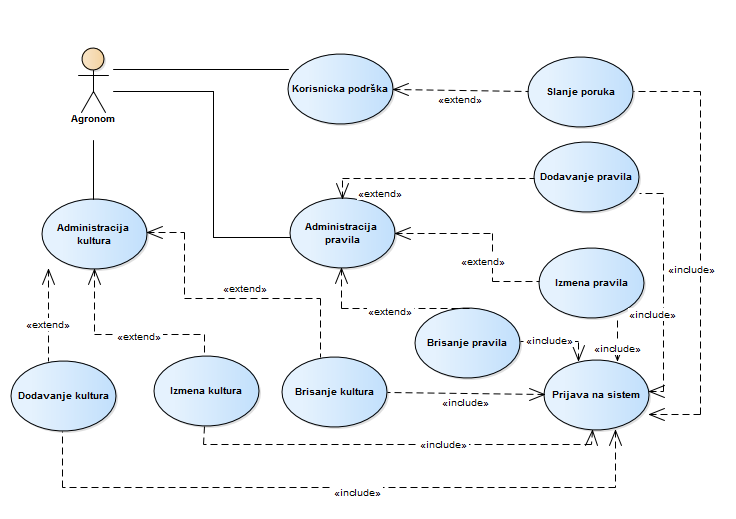 Agronom
Korisnicka podrška
«extend»
Slanje poruka
Dodavanje pravila
«extend»
Administracija
kultura
Administracija
pravila
«extend»
«include»
Izmena pravila
«extend»
«extend»
«include»
«extend»
«extend»
Brisanje pravila
«include»
«include»
Dodavanje kultura
Izmena kultura
Brisanje kultura
«include»
Prijava na sistem
«include»
«include»